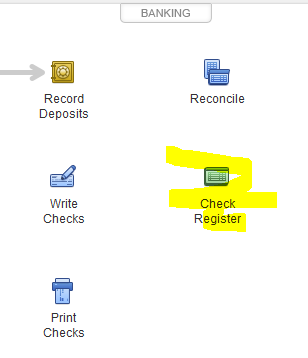 BANKING
Record
Deposits
Reconcile
Write
Checks
Check
Register
Print
Checks